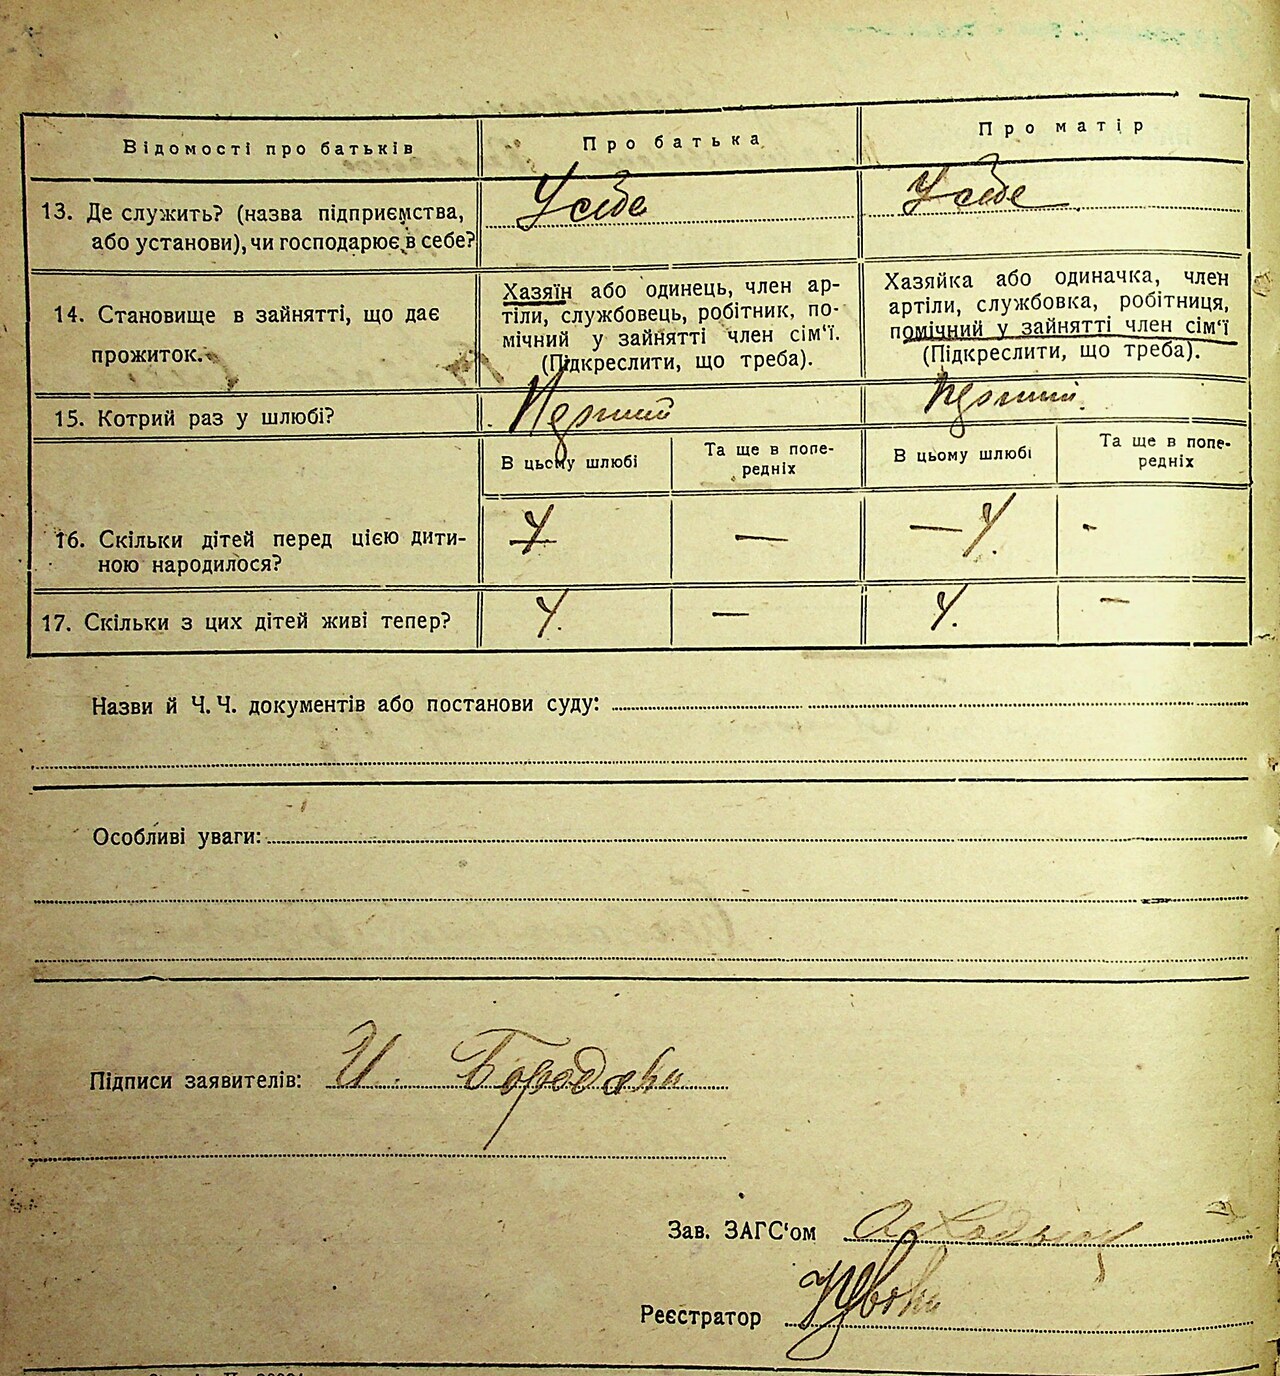 Відомості про батьків
Про батька
Про матір
13. Де служить? (назва підприємства,
або установи), чи господарює в себе?
У себе
У себе
14. Становище в зайнятті, що дає
прожиток.
Хазяїн або одинець, член ар-
тіли, службовець, робітник, по-
мічний у зайнятті член сім‘ї.
(Підкреслити, що треба).
Хазяйка або одиначка, член
артіли, службовка, робітниця,
помічний у зайнятті член сім‘ї
(Підкреслити, що треба).
15. Котрий раз у шлюбі?
Перший
Перший
В цьому шлюбі
Та ще в попе-
редніх
В цьому шлюбі
Та ще в попе-
редніх
16. Скільки дітей перед цією дити-
ною народилося?
4 — — 4. -
17. Скільки з цих дітей живі тепер?
4. — 4. —
Назви й Ч. Ч. документів або постанови суду:
Особливі уваги:
Підписи заявителів: И.
Зав. ЗАГС‘ом
Реєстратор